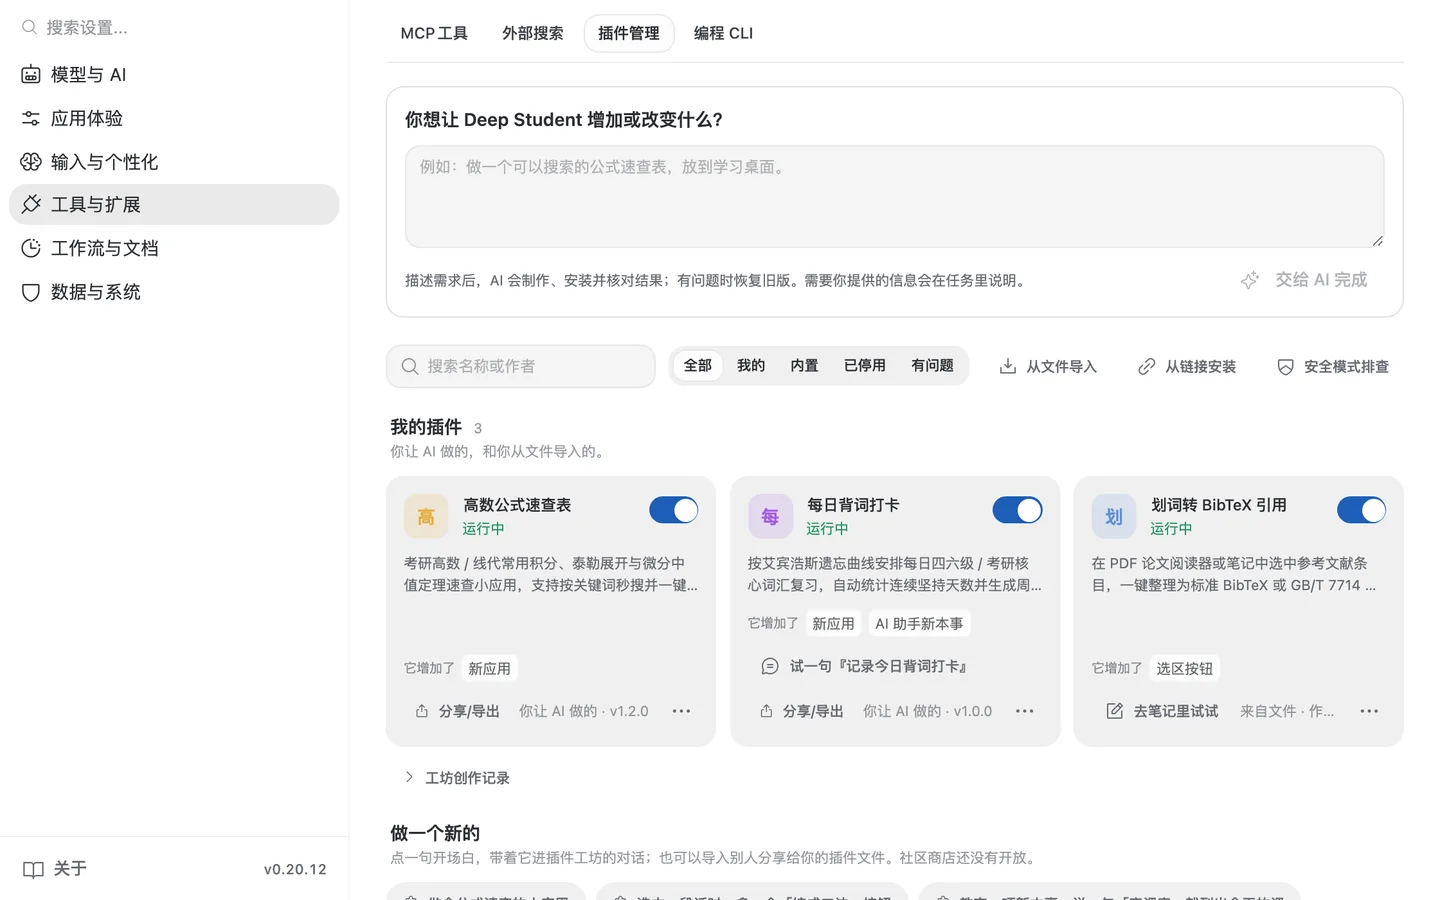 搜索设置...
模型与 AI
应用体验
输入与个性化
工具与扩展
工作流与文档
数据与系统
关于
v0.20.12
MCP 工具
外部搜索
插件管理
编程 CLI
你想让 Deep Student 增加或改变什么？
例如：做一个可以搜索的公式速查表，放到学习桌面。
描述需求后，AI 会制作、安装并核对结果；有问题时恢复旧版。需要你提供的信息会在任务里说明。
交给 AI 完成
搜索名称或作者
全部
我的
内置
已停用
有问题
从文件导入
从链接安装
安全模式排查
我的插件 3
你让 AI 做的，和你从文件导入的。
高
高数公式速查表
运行中
考研高数 / 线代常用积分、泰勒展开与微分中
值定理速查小应用，支持按关键词秒搜并一键...
它增加了 新应用
分享/导出
你让 AI 做的 · v1.2.0
每
每日背词打卡
运行中
按艾宾浩斯遗忘曲线安排每日四六级 / 考研核
心词汇复习，自动统计连续坚持天数并生成周...
它增加了 新应用 AI 助手新本事
试一句『记录今日背词打卡』
分享/导出
你让 AI 做的 · v1.0.0
划
划词转 BibTeX 引用
运行中
在 PDF 论文阅读器或笔记中选中参考文献条
目，一键整理为标准 BibTeX 或 GB/T 7714 ...
它增加了 选区按钮
去笔记里试试
来自文件 · 作...
工坊创作记录
做一个新的
点一句开场白，带着它进插件工坊的对话；也可以导入别人分享给你的插件文件。社区商店还没有开放。